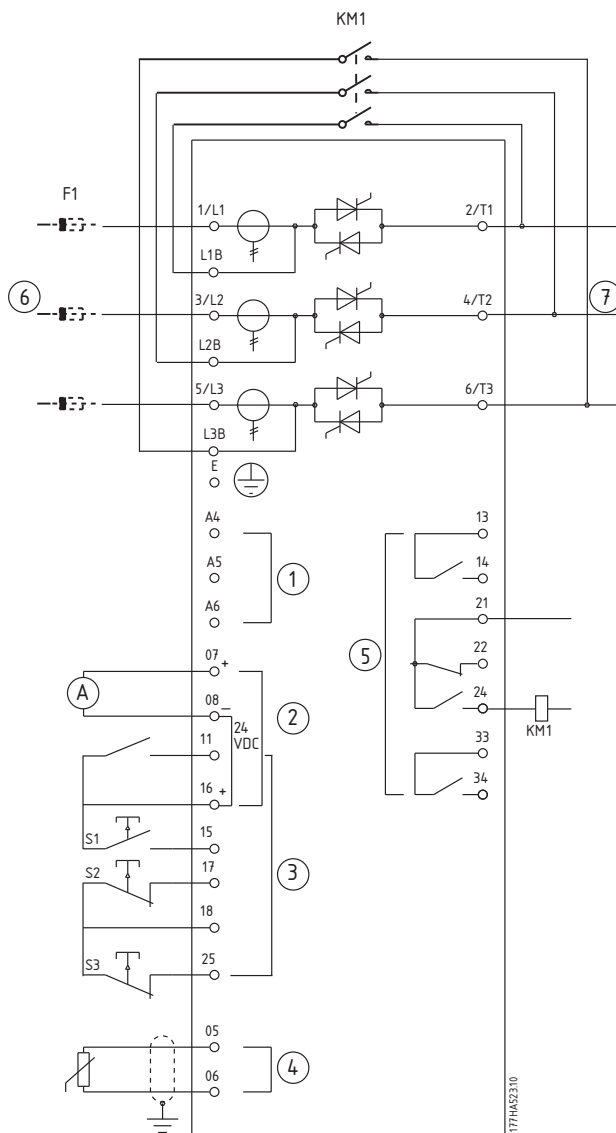 KM1
F1
1/L1
2/T1
L1B
6
3/L2
4/T2
7
L2B
5/L3
6/T3
L3B
E
A4
13
A5
1
14
A6
21
07 +
5
22
A
08 –
2
24
24
VDC
KM1
11
33
16 +
34
S1
15
S2
17
3
18
S3
25
05
4
06
177HA523.10